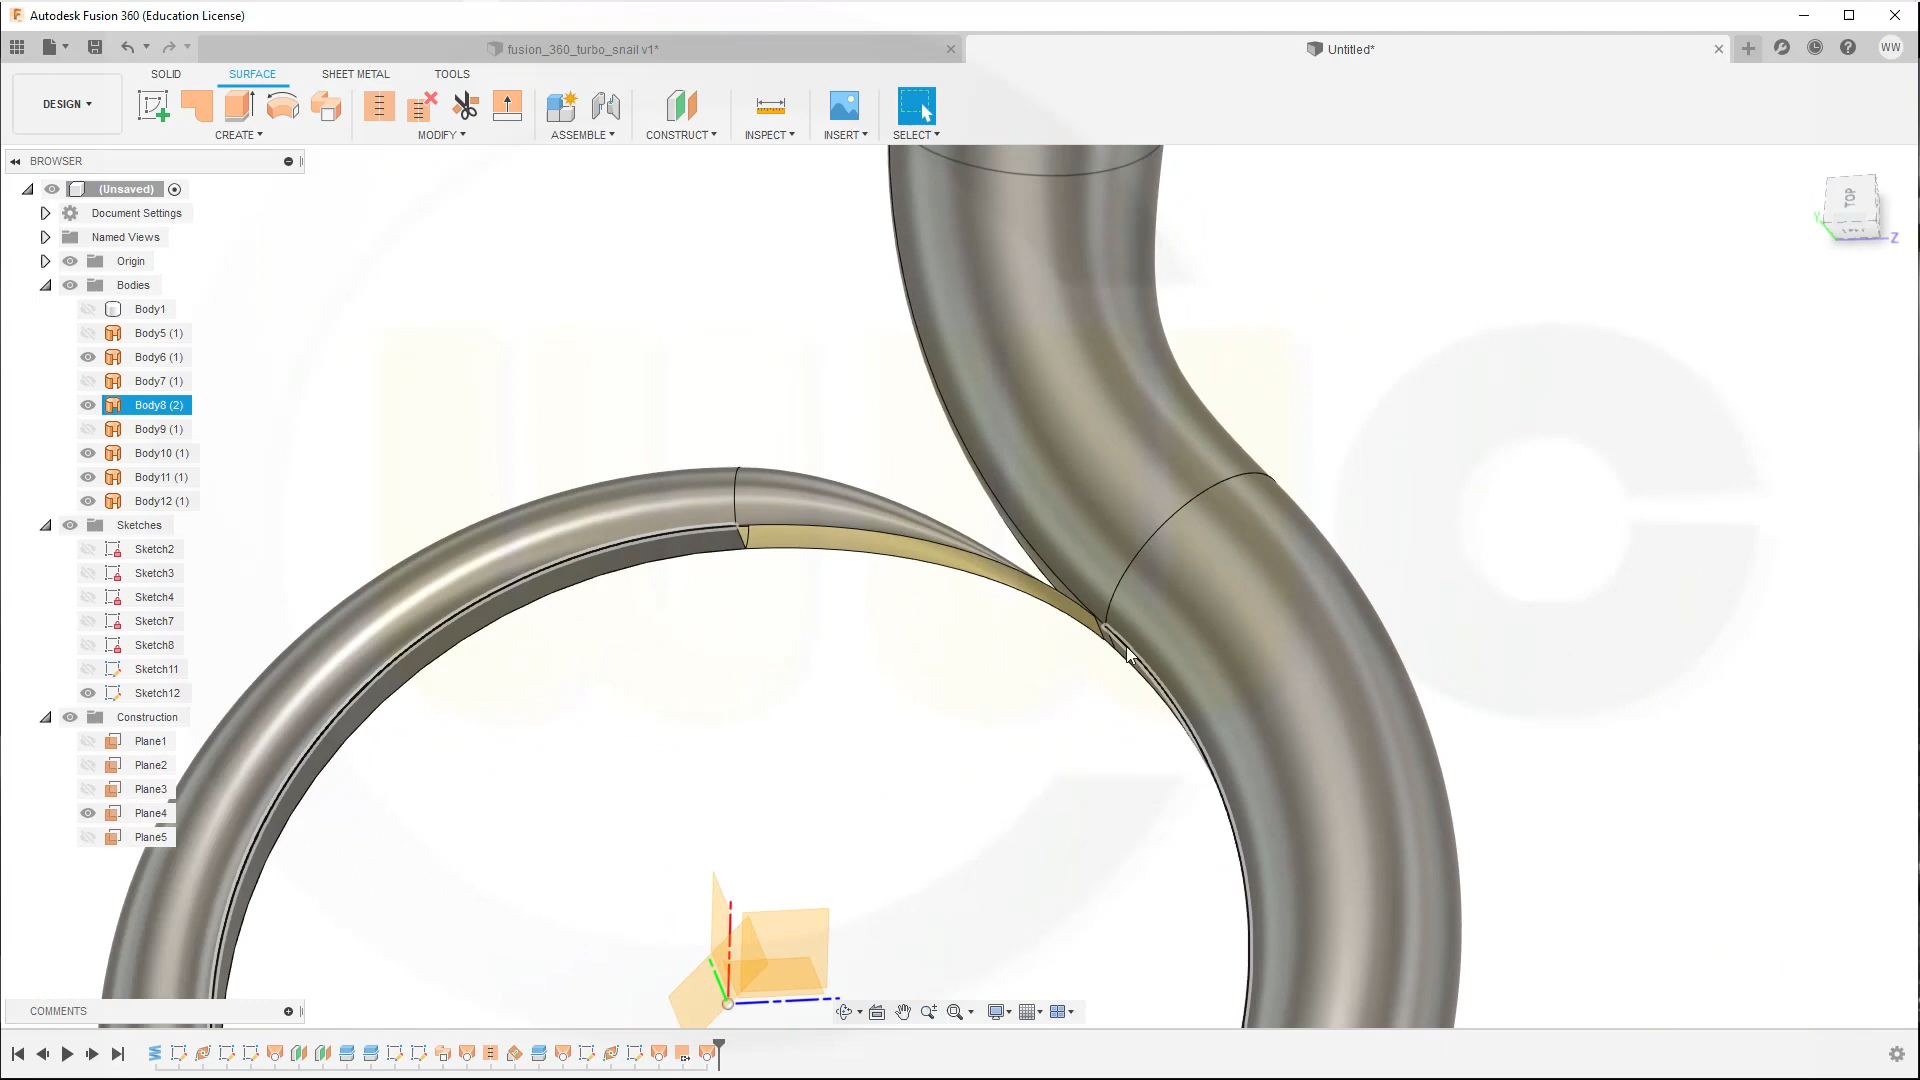 Autodesk Fusion 360 (Education License)
fusion_360_turbo_snail v1*
Untitled*
WW
DESIGN
SOLID
SURFACE
SHEET METAL
TOOLS
CREATE
MODIFY
ASSEMBLE
CONSTRUCT
INSPECT
INSERT
SELECT
BROWSER
(Unsaved)
Document Settings
Named Views
Origin
Bodies
Body1
Body5 (1)
Body6 (1)
Body7 (1)
Body8 (2)
Body9 (1)
Body10 (1)
Body11 (1)
Body12 (1)
Sketches
Sketch2
Sketch3
Sketch4
Sketch7
Sketch8
Sketch11
Sketch12
Construction
Plane1
Plane2
Plane3
Plane4
Plane5
TOP
Y
Z
COMMENTS